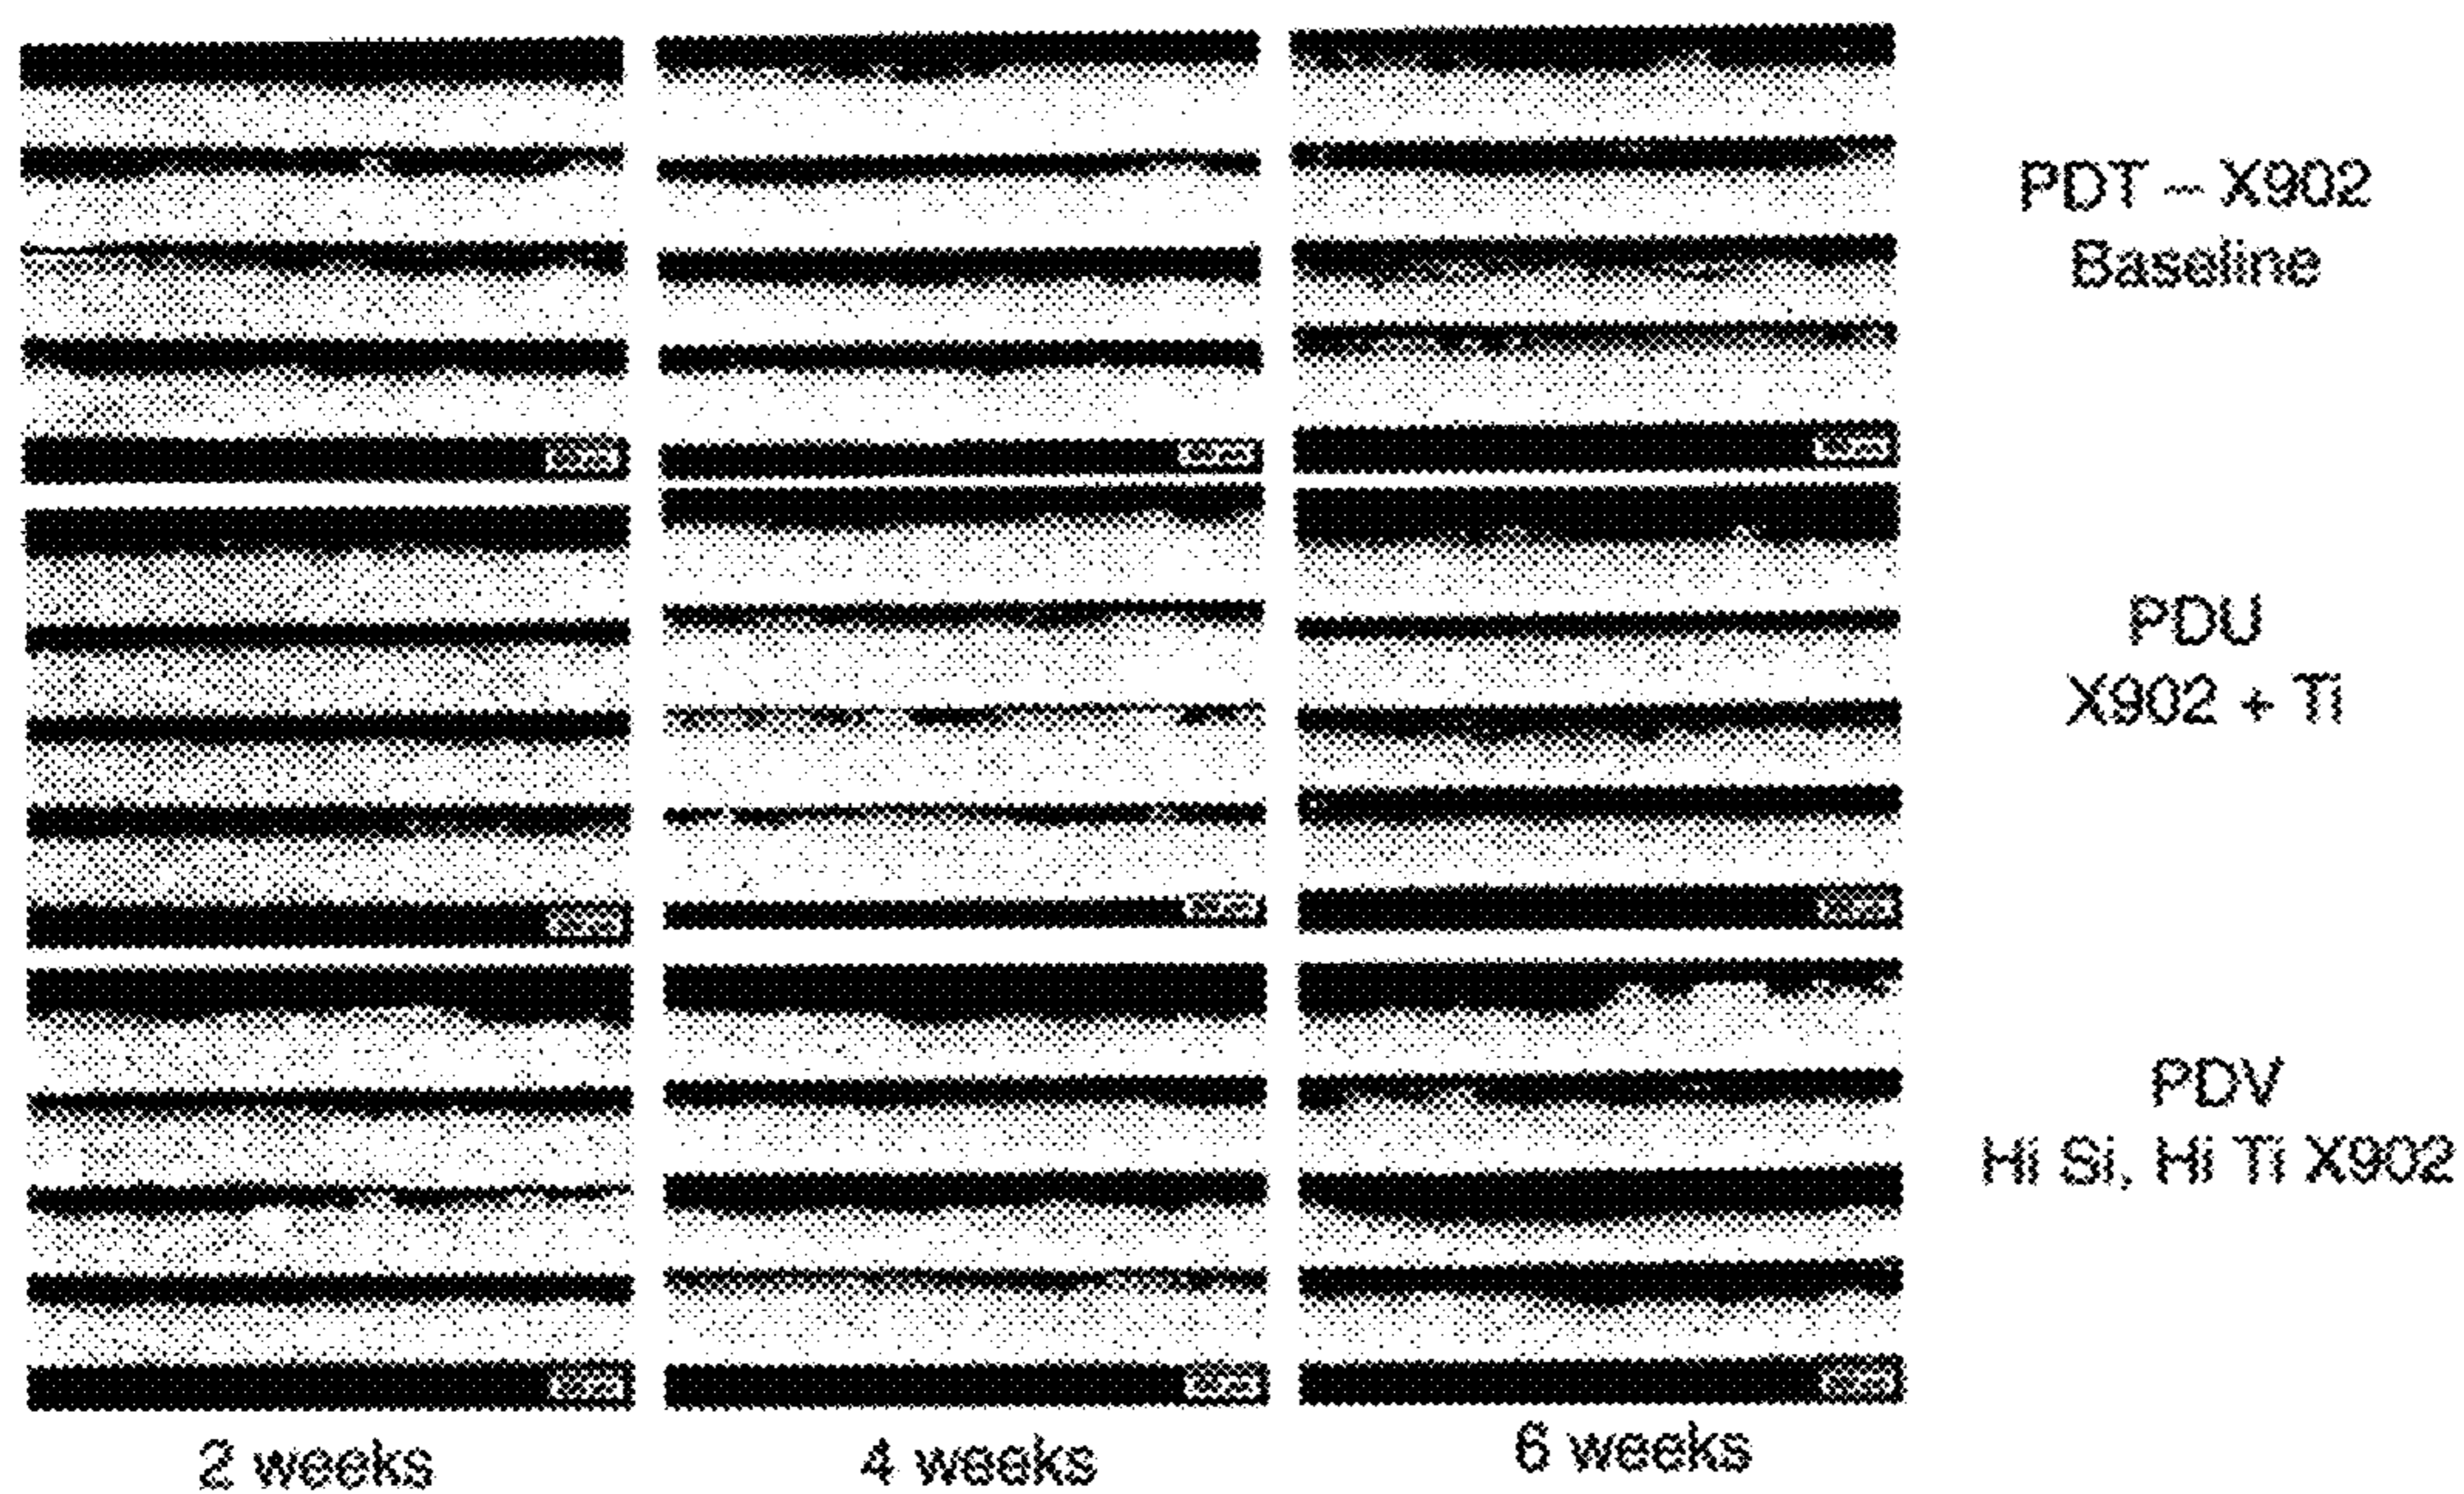 PDT – X902
Baseline
PDU
X902 + Ti
PDV
Hi Si, Hi Ti X902
2 weeks
4 weeks
6 weeks